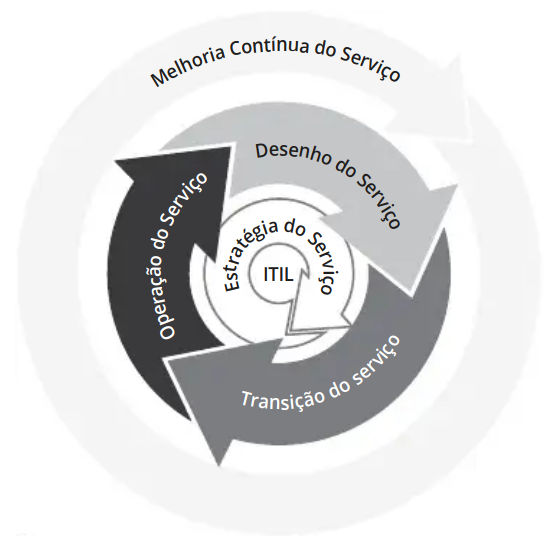 Melhoria Contínua do Serviço
Desenho do Serviço
Operação do Serviço
Estratégia do Serviço
ITIL
Transição do serviço